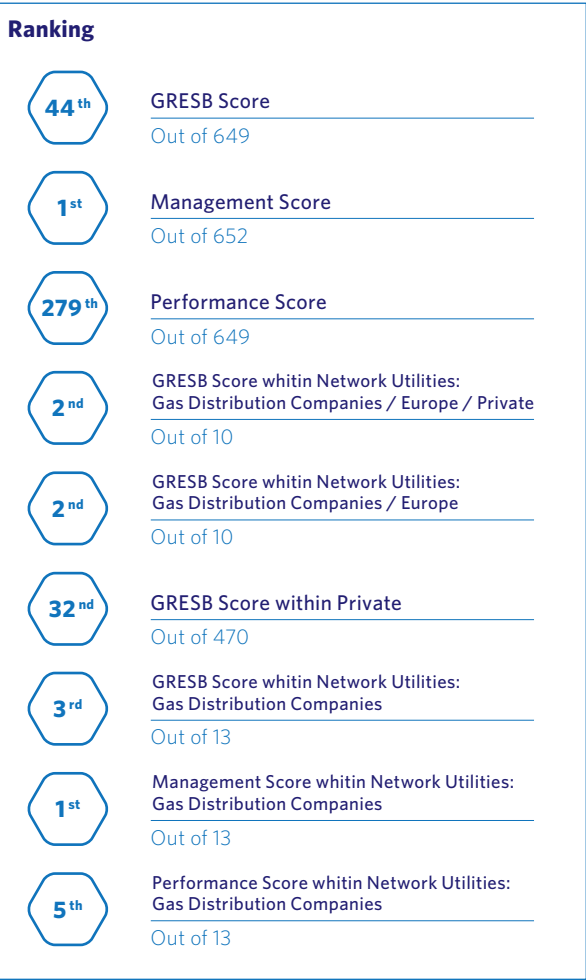 Ranking
44th
GRESB Score
Out of 649
1st
Management Score
Out of 652
279th
Performance Score
Out of 649
2nd
GRESB Score whitin Network Utilities:
Gas Distribution Companies / Europe / Private
Out of 10
2nd
GRESB Score whitin Network Utilities:
Gas Distribution Companies / Europe
Out of 10
32nd
GRESB Score within Private
Out of 470
3rd
GRESB Score whitin Network Utilities:
Gas Distribution Companies
Out of 13
1st
Management Score whitin Network Utilities:
Gas Distribution Companies
Out of 13
5th
Performance Score whitin Network Utilities:
Gas Distribution Companies
Out of 13